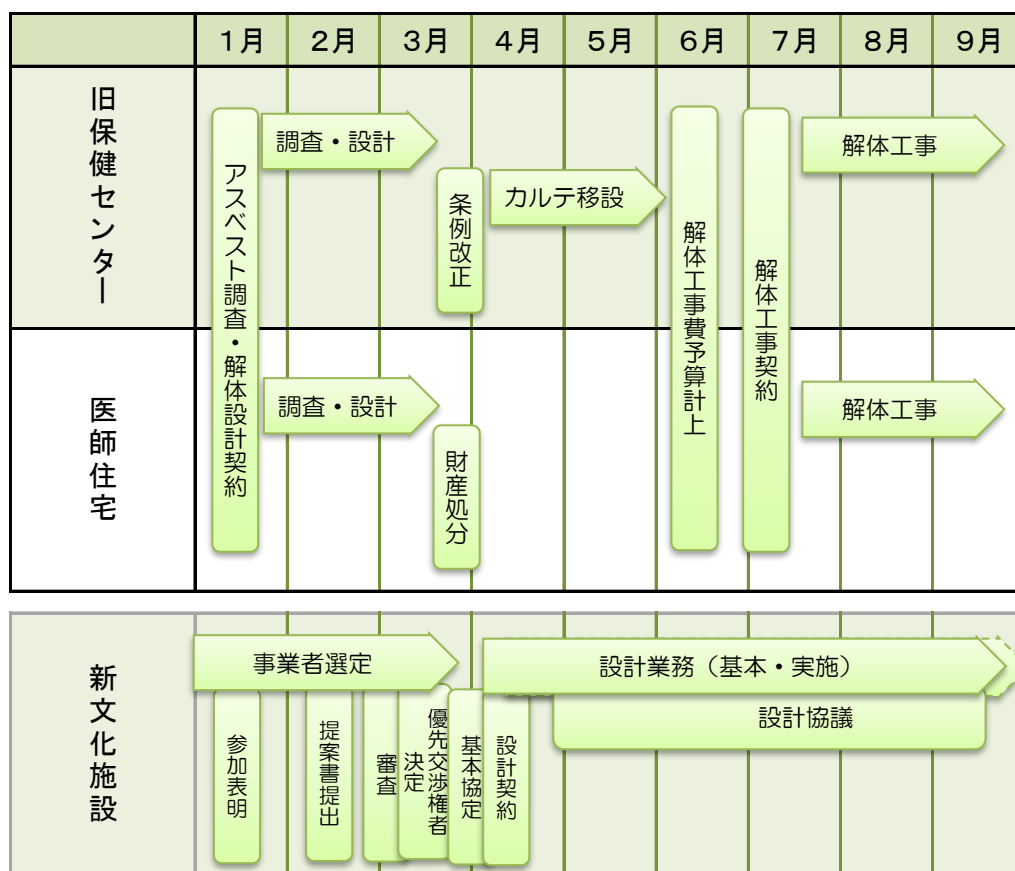 1月 2月 3月 4月 5月 6月 7月 8月 9月
旧保健センター
アスベスト調査・解体設計契約
調査・設計
条例改正
カルテ移設
解体工事費予算計上
解体工事契約
解体工事
医師住宅
調査・設計
財産処分
解体工事
新文化施設
事業者選定
設計業務（基本・実施）
設計協議
参加表明
提案書提出
審査
優先交渉権者
決定
基本協定
設計契約